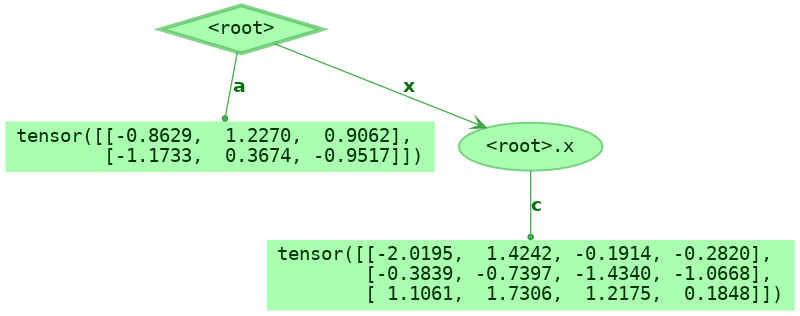 <root>
a
x
tensor([[-0.8629,  1.2270,  0.9062],
        [-1.1733,  0.3674, -0.9517]])
<root>.x
c
tensor([[-2.0195,  1.4242, -0.1914, -0.2820],
        [-0.3839, -0.7397, -1.4340, -1.0668],
        [ 1.1061,  1.7306,  1.2175,  0.1848]])